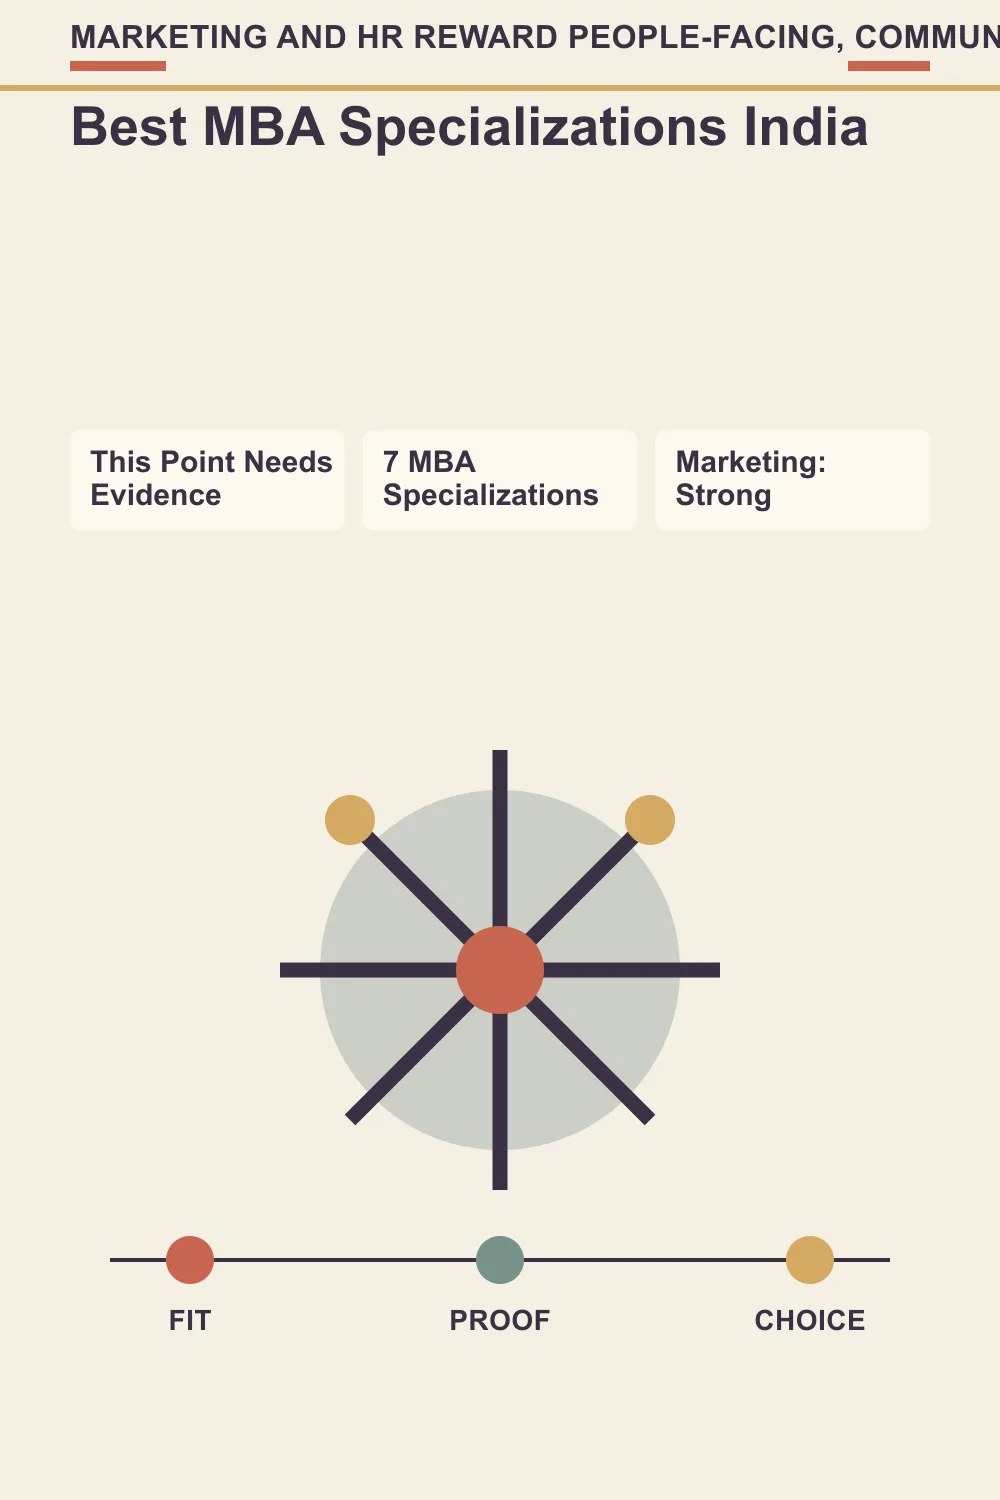 MARKETING AND HR REWARD PEOPLE-FACING,
Best MBA Specializations India
This Point Needs
Evidence
7 MBA
Specializations
Marketing:
Strong
FIT
PROOF
CHOICE